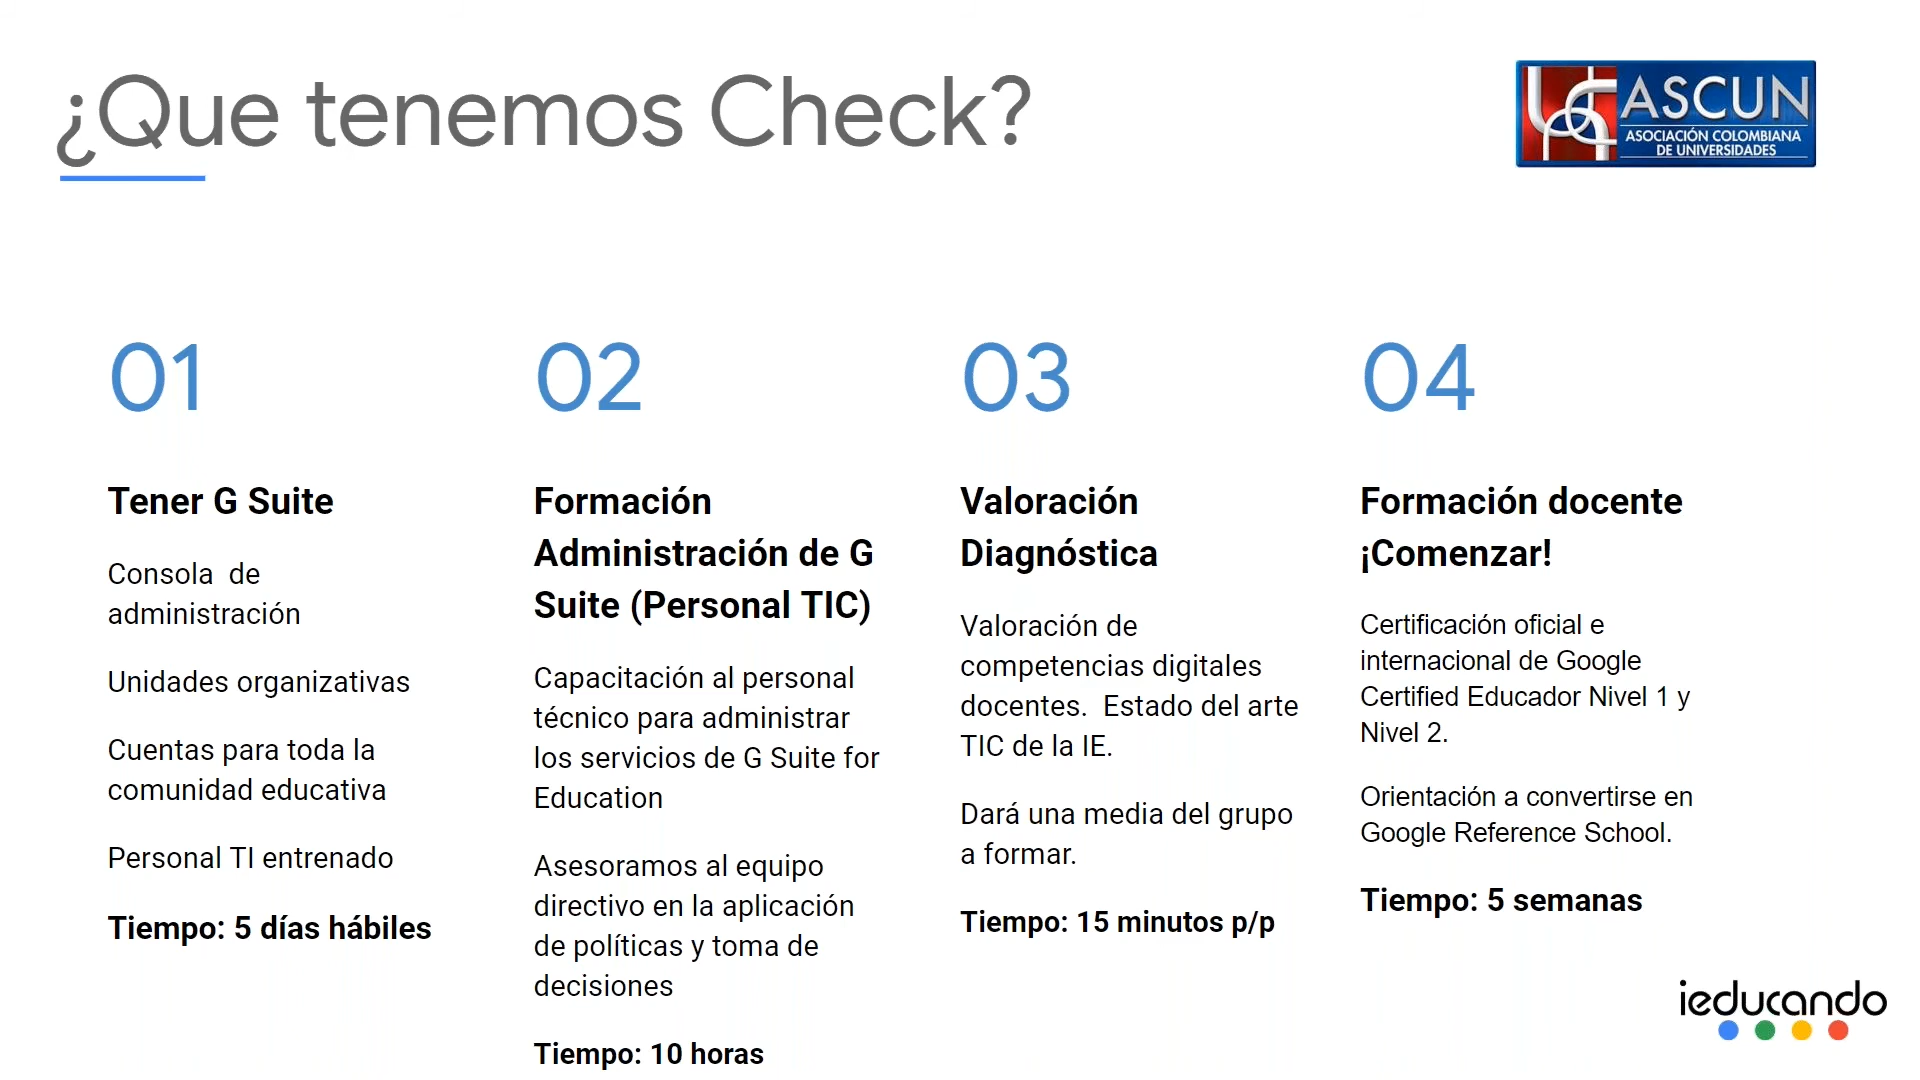 ¿Que tenemos Check?
ASCUN
ASOCIACIÓN COLOMBIANA
DE UNIVERSIDADES
01
Tener G Suite
Consola  de
administración
Unidades organizativas
Cuentas para toda la
comunidad educativa
Personal TI entrenado
Tiempo: 5 días hábiles
02
Formación
Administración de G
Suite (Personal TIC)
Capacitación al personal
técnico para administrar
los servicios de G Suite for
Education
Asesoramos al equipo
directivo en la aplicación
de políticas y toma de
decisiones
Tiempo: 10 horas
03
Valoración
Diagnóstica
Valoración de
competencias digitales
docentes.  Estado del arte
TIC de la IE.
Dará una media del grupo
a formar.
Tiempo: 15 minutos p/p
04
Formación docente
¡Comenzar!
Certificación oficial e
internacional de Google
Certified Educador Nivel 1 y
Nivel 2.
Orientación a convertirse en
Google Reference School.
Tiempo: 5 semanas
ieducando